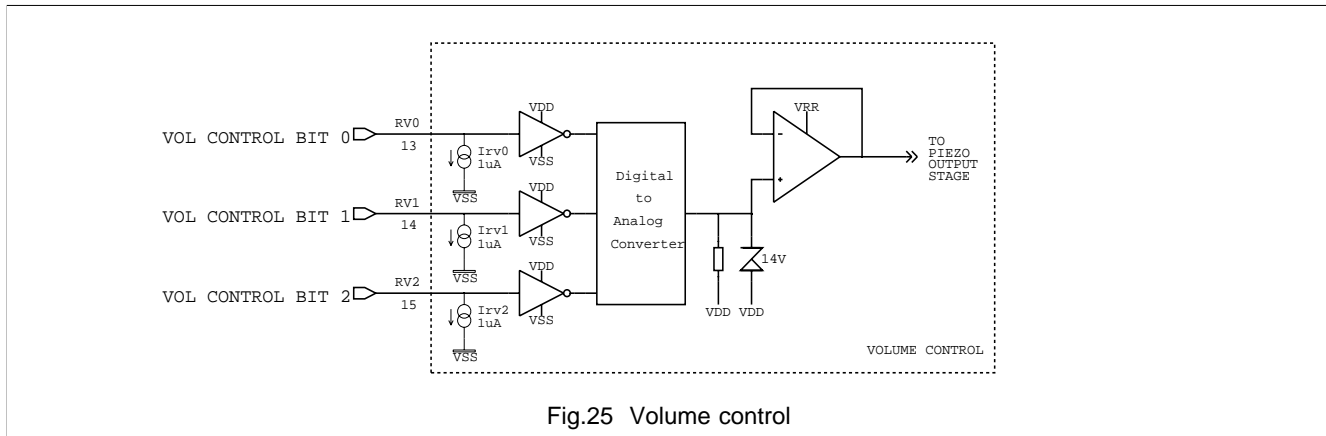 VOL CONTROL BIT 0
RV0
13
Irv0
1uA
VSS
VDD
VSS
VOL CONTROL BIT 1
RV1
14
Irv1
1uA
VSS
VDD
VSS
VOL CONTROL BIT 2
RV2
15
Irv2
1uA
VSS
VDD
VSS
Digital
to
Analog
Converter
VRR
-
+
14V
VDD VDD
TO
PIEZO
OUTPUT
STAGE
VOLUME CONTROL
Fig.25 Volume control